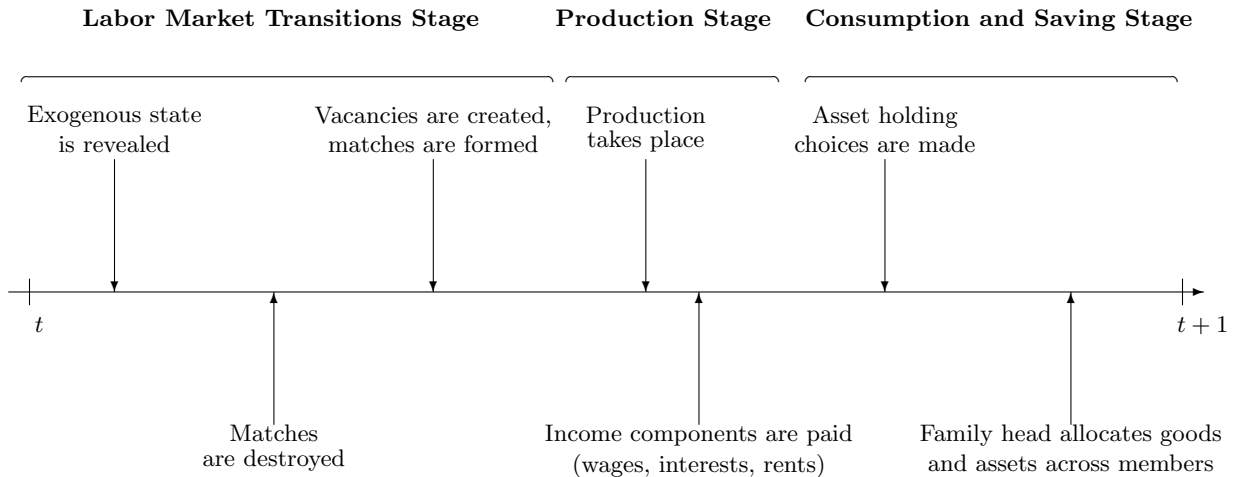 Labor Market Transitions Stage
Production Stage
Consumption and Saving Stage
Exogenous state
is revealed
Vacancies are created,
matches are formed
Production
takes place
Asset holding
choices are made
t
t + 1
Matches
are destroyed
Income components are paid
(wages, interests, rents)
Family head allocates goods
and assets across members